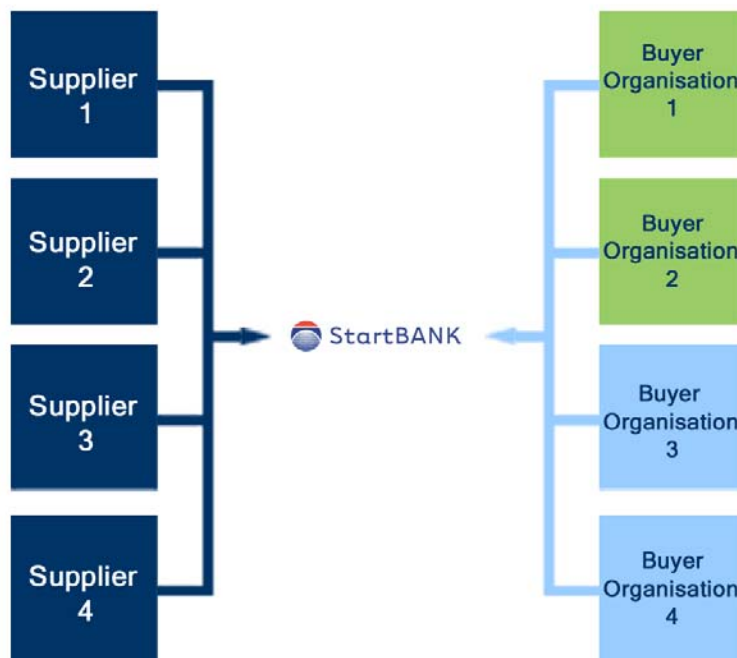 Supplier
1
Supplier
2
Supplier
3
Supplier
4
StartBANK
Buyer
Organisation
1
Buyer
Organisation
2
Buyer
Organisation
3
Buyer
Organisation
4